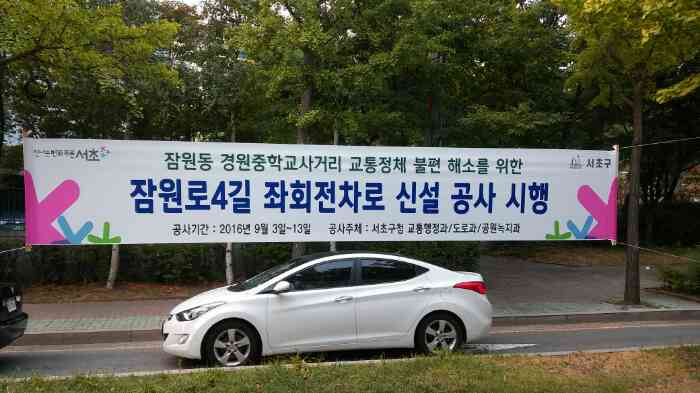 서초
서초구
잠원동 경원중학교사거리 교통정체 불편 해소를 위한
잠원로4길 좌회전차로 신설 공사 시행
공사기간 : 2016년 9월 3일~13일 공사주체 : 서초구청 교통행정과/도로과/공원녹지과